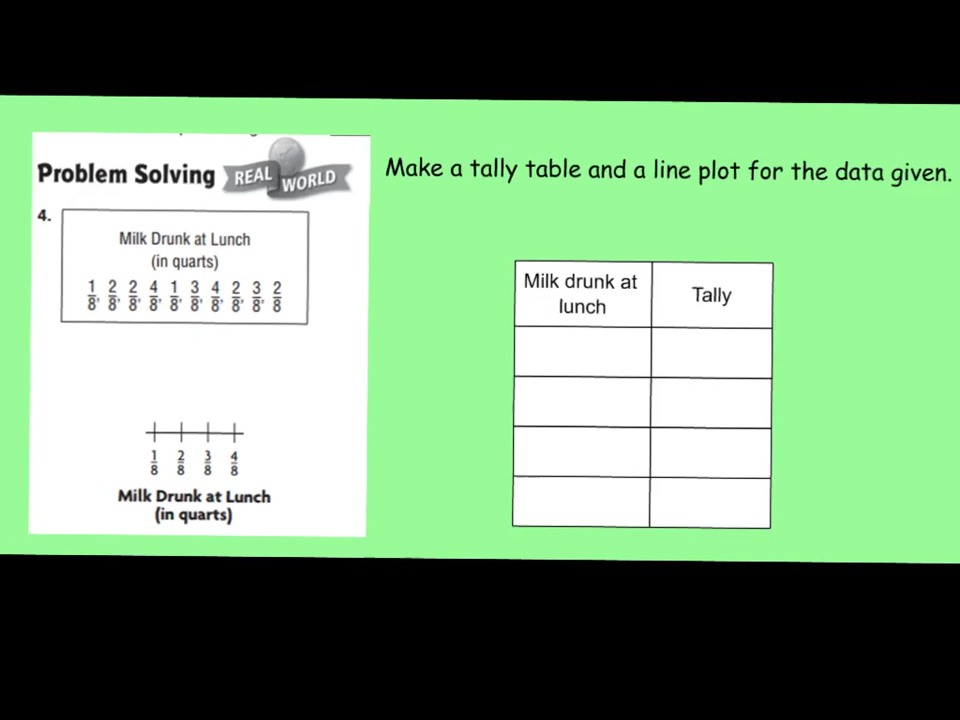 Problem Solving REAL WORLD
Make a tally table and a line plot for the data given.
4.
Milk Drunk at Lunch
(in quarts)
1/8, 2/8, 2/8, 4/8, 1/8, 3/8, 4/8, 2/8, 3/8, 2/8
1/8 2/8 3/8 4/8
Milk Drunk at Lunch
(in quarts)
Milk drunk at
lunch
Tally